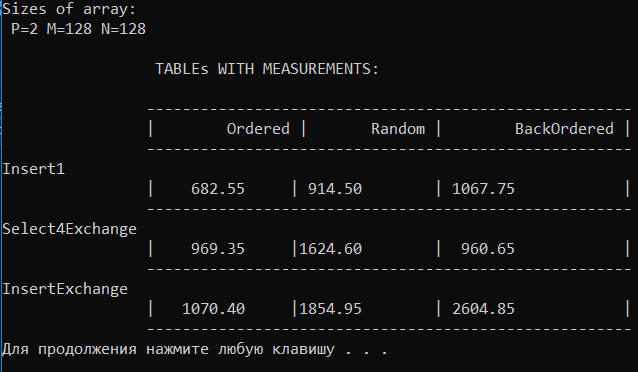 Sizes of array:
P=2 M=128 N=128
TABLEs WITH MEASUREMENTS:
---------------------------------------------------------
| Ordered | Random | BackOrdered |
---------------------------------------------------------
Insert1
| 682.55 | 914.50 | 1067.75 |
---------------------------------------------------------
Select4Exchange
| 969.35 |1624.60 | 960.65 |
---------------------------------------------------------
InsertExchange
| 1070.40 |1854.95 | 2604.85 |
---------------------------------------------------------
Для продолжения нажмите любую клавишу . . .